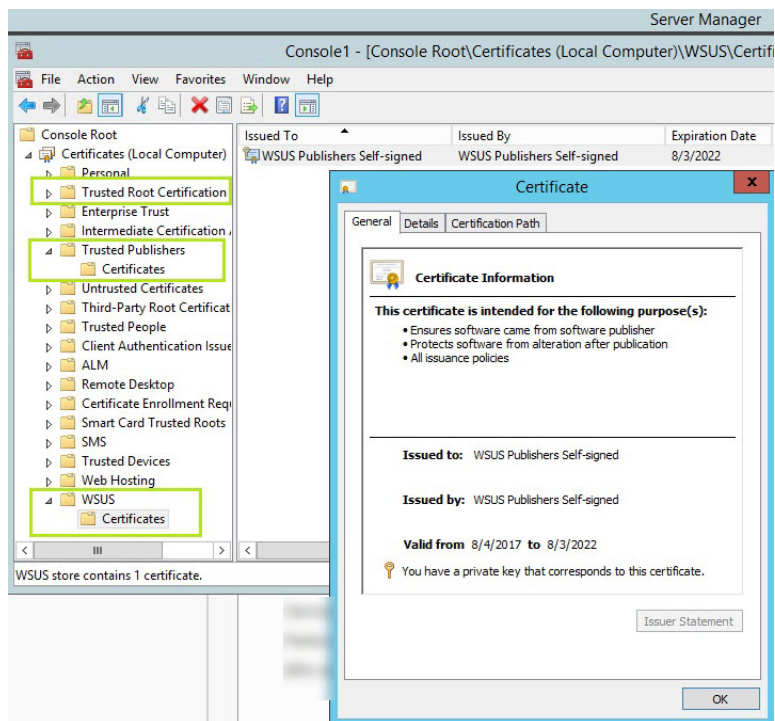 Server Manager
Console1 - [Console Root\Certificates (Local Computer)\WSUS\Certifi
File Action View Favorites Window Help
Console Root
Certificates (Local Computer)
Personal
Trusted Root Certification
Enterprise Trust
Intermediate Certification
Trusted Publishers
Certificates
Untrusted Certificates
Third-Party Root Certificat
Trusted People
Client Authentication Issue
ALM
Remote Desktop
Certificate Enrollment Requ
Smart Card Trusted Roots
SMS
Trusted Devices
Web Hosting
WSUS
Certificates
WSUS store contains 1 certificate.
Issued To Issued By Expiration Date
WSUS Publishers Self-signed WSUS Publishers Self-signed 8/3/2022
Certificate
x
General Details Certification Path
Certificate Information
This certificate is intended for the following purpose(s):
• Ensures software came from software publisher
• Protects software from alteration after publication
• All issuance policies
Issued to: WSUS Publishers Self-signed
Issued by: WSUS Publishers Self-signed
Valid from 8/4/2017 to 8/3/2022
You have a private key that corresponds to this certificate.
Issuer Statement
OK